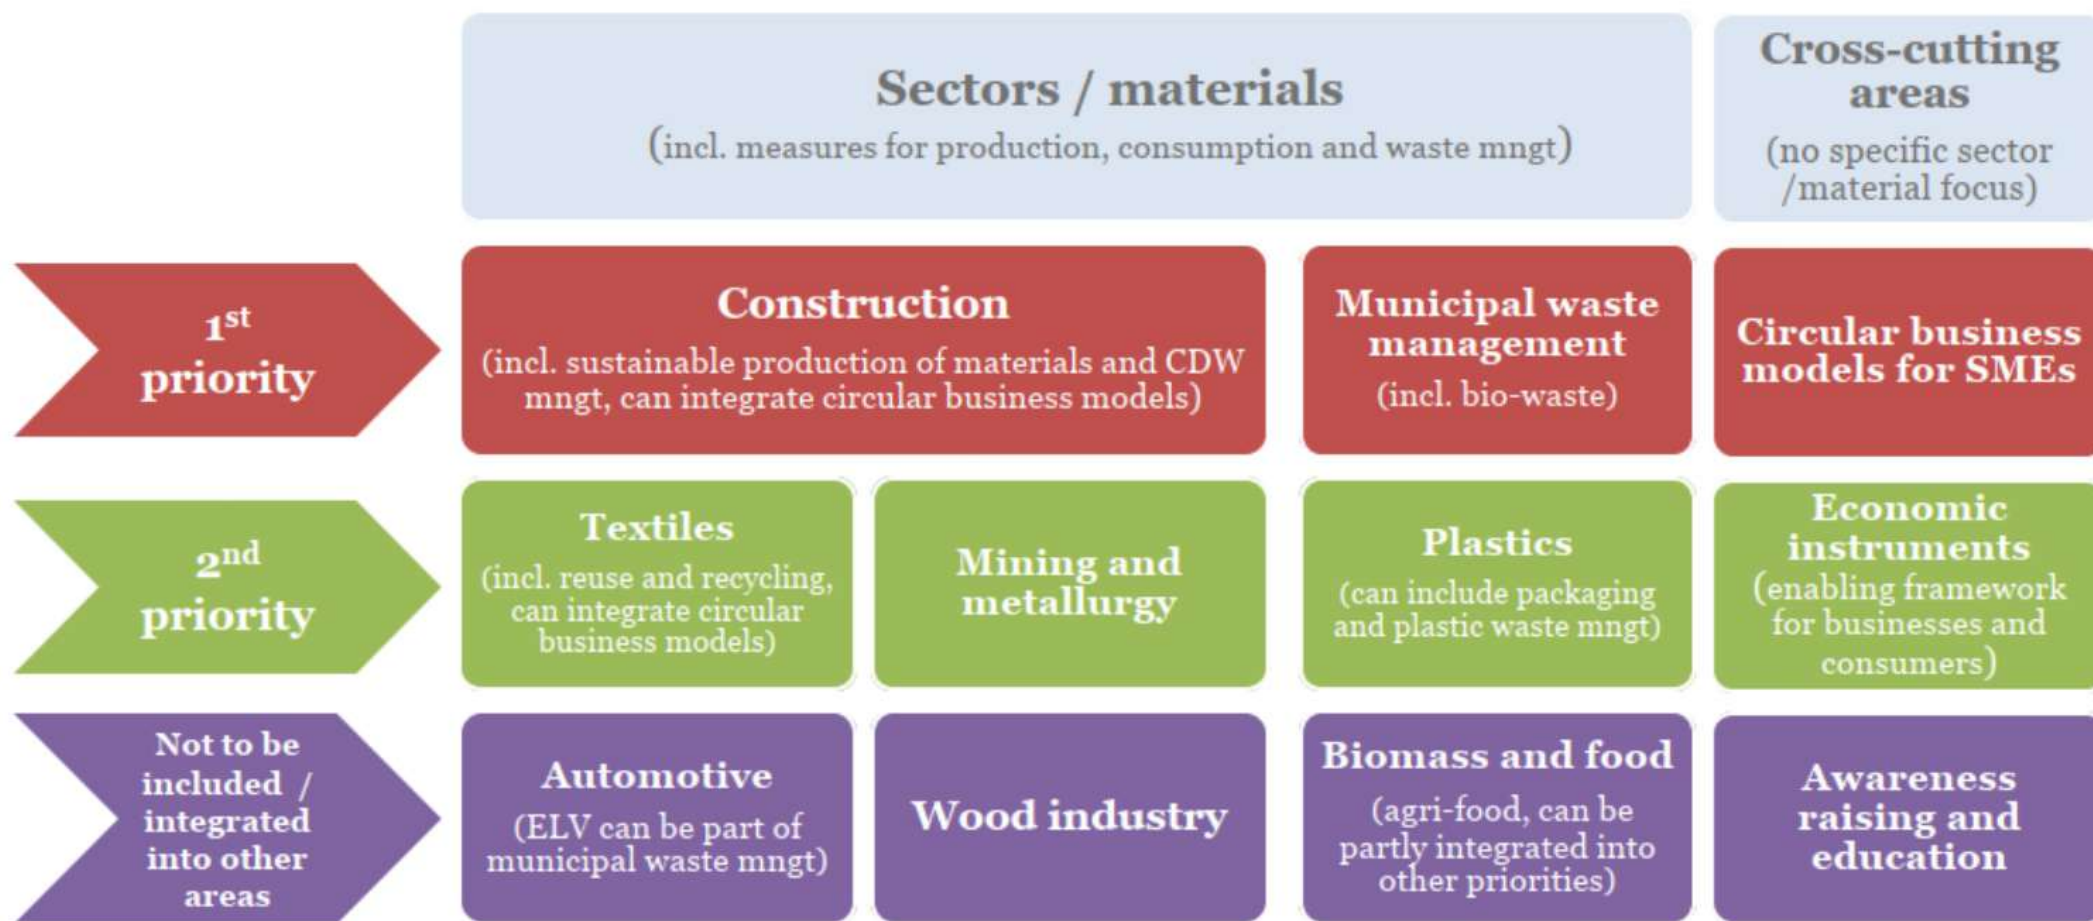 Sectors / materials
(incl. measures for production, consumption and waste mngt)
Cross-cutting
areas
(no specific sector
/material focus)
1st
priority
Construction
(incl. sustainable production of materials and CDW
mngt, can integrate circular business models)
Municipal waste
management
(incl. bio-waste)
Circular business
models for SMEs
2nd
priority
Textiles
(incl. reuse and recycling,
can integrate circular
business models)
Mining and
metallurgy
Plastics
(can include packaging
and plastic waste mngt)
Economic
instruments
(enabling framework
for businesses and
consumers)
Not to be
included /
integrated
into other
areas
Automotive
(ELV can be part of
municipal waste mngt)
Wood industry
Biomass and food
(agri-food, can be
partly integrated into
other priorities)
Awareness
raising and
education